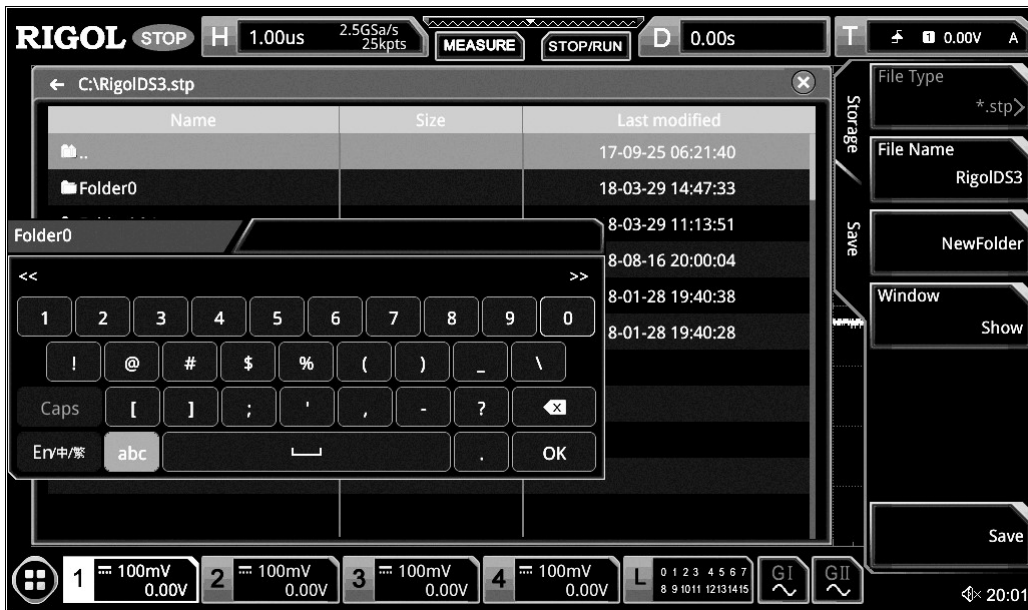 RIGOL STOP H 1.00us 2.5GSa/s
25kpts
MEASURE STOP/RUN D 0.00s T 1 0.00V A
C:\RigolDS3.stp
Name Size Last modified
.. 17-09-25 06:21:40
Folder0 18-03-29 14:47:33
8-03-29 11:13:51
8-08-16 20:00:04
8-01-28 19:40:38
8-01-28 19:40:28
Folder0
<< >>
1 2 3 4 5 6 7 8 9 0
! @ # $ % ( ) _ \
Caps [ ] ; ' , - ?
En/中/繁 abc . OK
Storage
Save
File Type
*.stp>
File Name
RigolDS3
NewFolder
Window
Show
Save
1 100mV
0.00V
2 100mV
0.00V
3 100mV
0.00V
4 100mV
0.00V
L 0 1 2 3 4 5 6 7
8 9 10 11 12 13 14 15
GI
GII
20:01